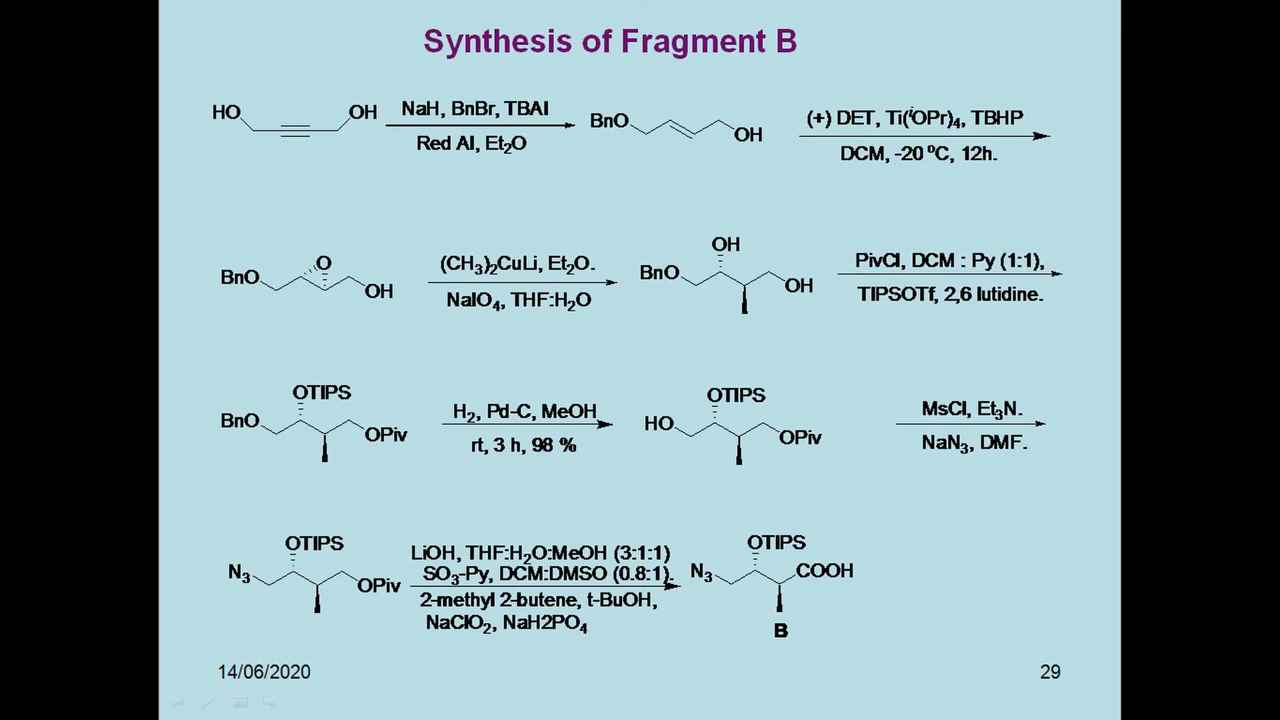 Synthesis of Fragment B
HO OH
NaH, BnBr, TBAI
Red Al, Et₂O
BnO OH
(+) DET, Ti(ⁱOPr)₄, TBHP
DCM, -20 ⁰C, 12h.
BnO O OH
(CH₃)₂CuLi, Et₂O.
NaIO₄, THF:H₂O
OH
BnO OH
PivCl, DCM : Py (1:1),
TIPSOTf, 2,6 lutidine.
OTIPS
BnO OPiv
H₂, Pd-C, MeOH
rt, 3 h, 98 %
OTIPS
HO OPiv
MsCl, Et₃N.
NaN₃, DMF.
OTIPS
N₃ OPiv
LiOH, THF:H₂O:MeOH (3:1:1)
SO₃-Py, DCM:DMSO (0.8:1).
2-methyl 2-butene, t-BuOH,
NaClO₂, NaH2PO₄
OTIPS
N₃ COOH
B
14/06/2020
29